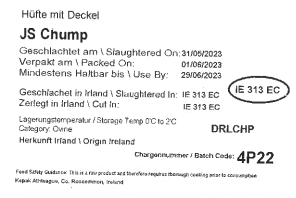 Hüfte mit Deckel
JS Chump
Geschlachtet am \ Slaughtered On: 31/05/2023
Verpakt am \ Packed On: 01/06/2023
Mindestens Haltbar bis \ Use By: 29/06/2023
Geschlachet in Irland \ Slaughtered In: IE 313 EC
IE 313 EC
Zerlegt in Irland \ Cut In: IE 313 EC
Lagerungstemperatur / Storage Temp 0'C to 2'C
Category: Ovine
DRLCHP
Herkunft Irland \ Origin Ireland
Chargennummer / Batch Code: 4P22
Food Safety Guidance: This is a raw product and therefore requires thorough cooking prior to consumption
Kepak Athleague, Co. Roscommon, Ireland